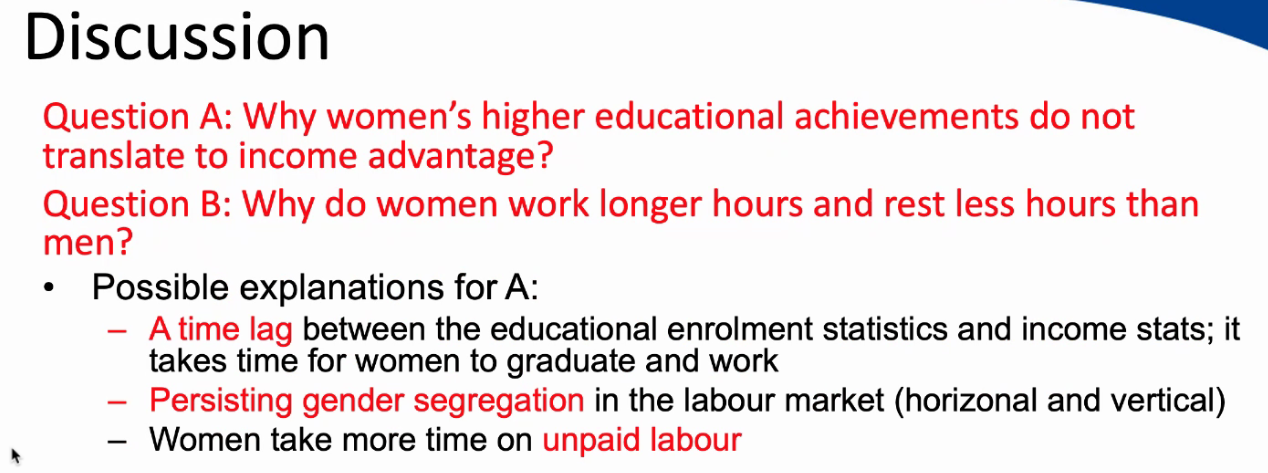 Discussion
Question A: Why women's higher educational achievements do not
translate to income advantage?
Question B: Why do women work longer hours and rest less hours than
men?
• Possible explanations for A:
– A time lag between the educational enrolment statistics and income stats; it
takes time for women to graduate and work
– Persisting gender segregation in the labour market (horizonal and vertical)
– Women take more time on unpaid labour